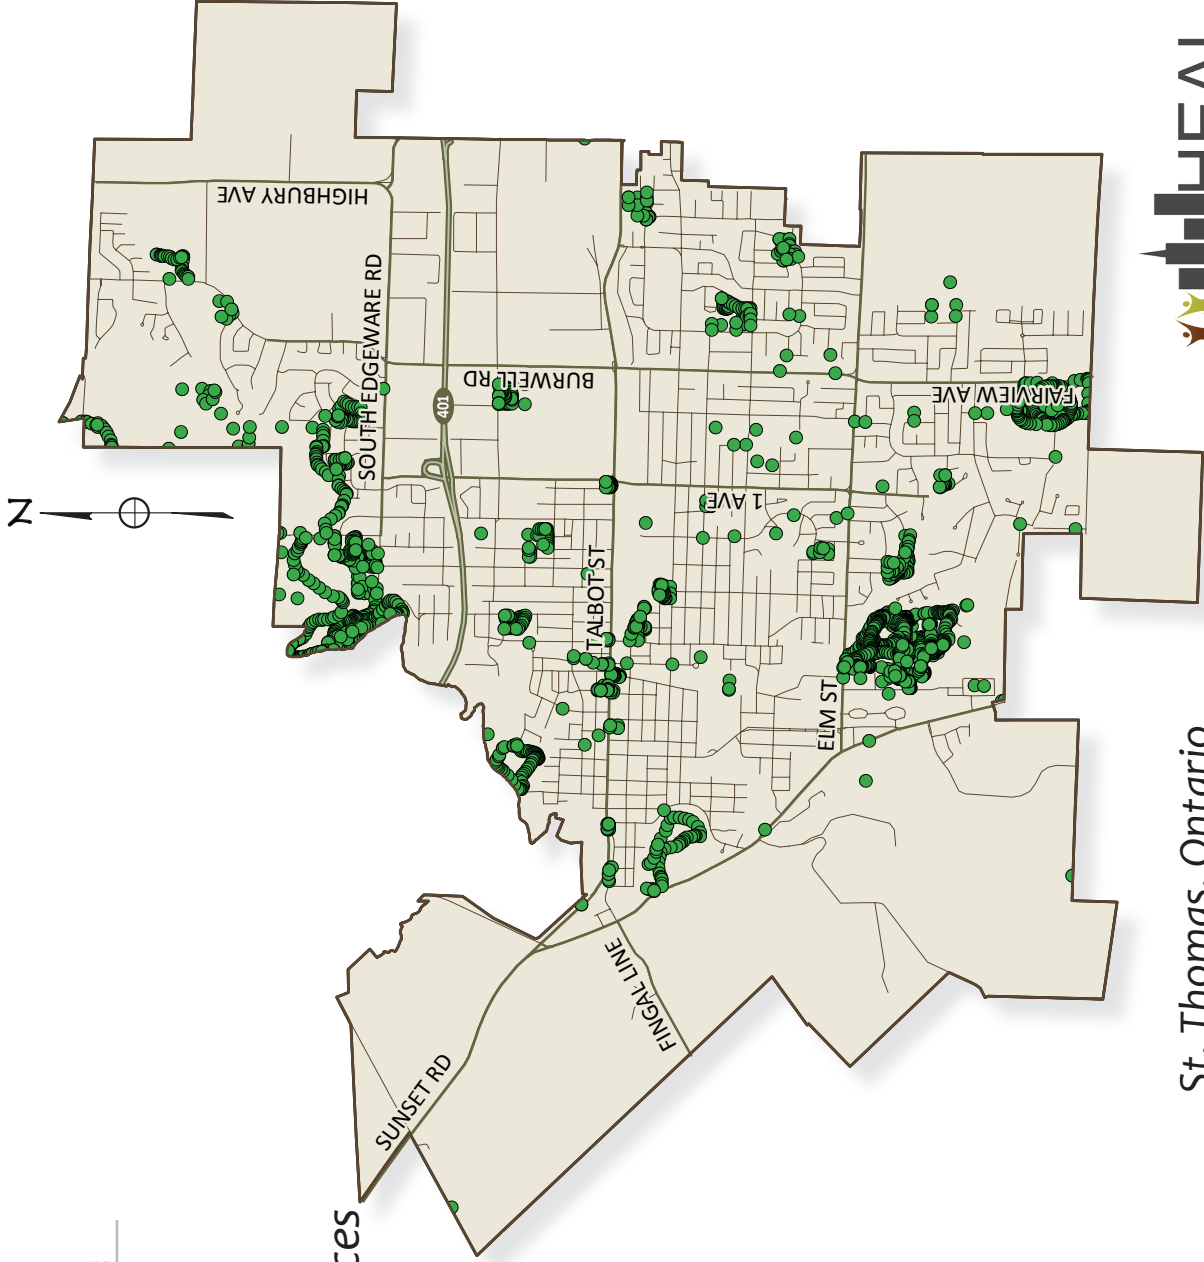 N
HIGHBURY AVE
SOUTH EDGEWARE RD
BURWELL RD
401
FAIRVIEW AVE
1 AVE
TALBOT ST
ELM ST
FINGAL LINE
SUNSET RD
ces
HEAL
St. Thomas, Ontario